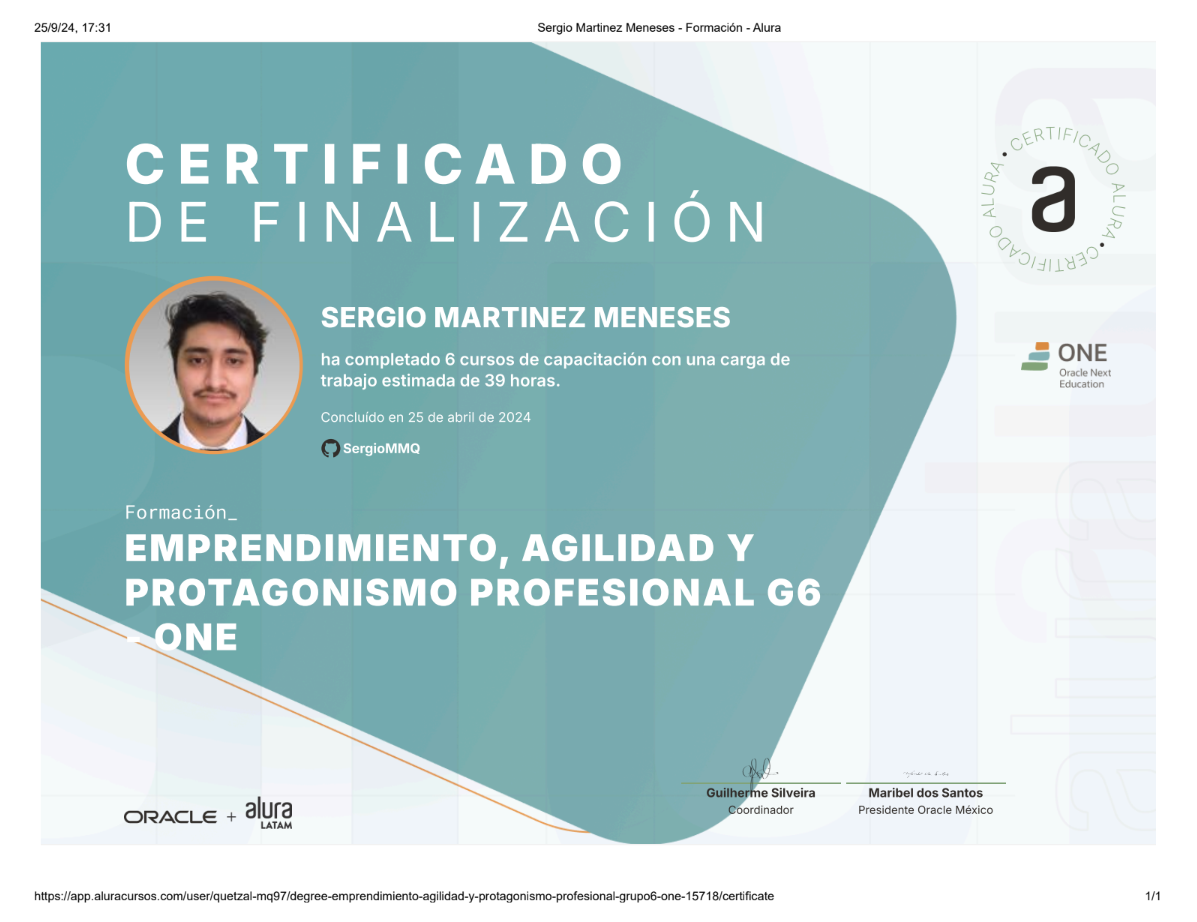 25/9/24, 17:31
Sergio Martinez Meneses - Formación - Alura
CERTIFICADO
DE FINALIZACIÓN
CERTIFICADO ALURA • CERTIFICADO ALURA •
a
SERGIO MARTINEZ MENESES
ha completado 6 cursos de capacitación con una carga de
trabajo estimada de 39 horas.
Concluído en 25 de abril de 2024
SergioMMQ
ONE
Oracle Next
Education
Formación_
EMPRENDIMIENTO, AGILIDAD Y
PROTAGONISMO PROFESIONAL G6
- ONE
Guilherme Silveira
Coordinador
Maribel dos Santos
Presidente Oracle México
ORACLE + alura
LATAM
https://app.aluracursos.com/user/quetzal-mq97/degree-emprendimiento-agilidad-y-protagonismo-profesional-grupo6-one-15718/certificate
1/1